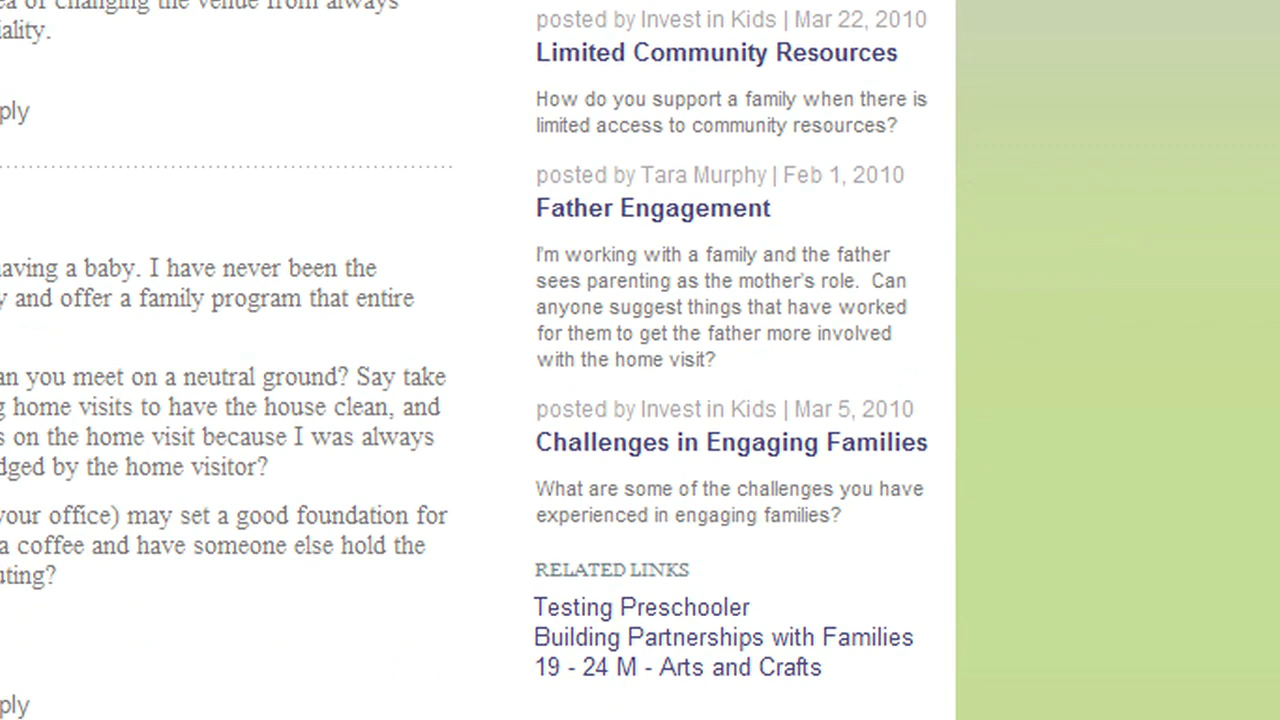 ea of changing the venue from always
iality.
ply
aving a baby. I have never been the
y and offer a family program that entire
an you meet on a neutral ground? Say take
g home visits to have the house clean, and
s on the home visit because I was always
dged by the home visitor?
your office) may set a good foundation for
a coffee and have someone else hold the
uting?
ply
posted by Invest in Kids | Mar 22, 2010
Limited Community Resources
How do you support a family when there is
limited access to community resources?
posted by Tara Murphy | Feb 1, 2010
Father Engagement
I'm working with a family and the father
sees parenting as the mother's role. Can
anyone suggest things that have worked
for them to get the father more involved
with the home visit?
posted by Invest in Kids | Mar 5, 2010
Challenges in Engaging Families
What are some of the challenges you have
experienced in engaging families?
RELATED LINKS
Testing Preschooler
Building Partnerships with Families
19 - 24 M - Arts and Crafts